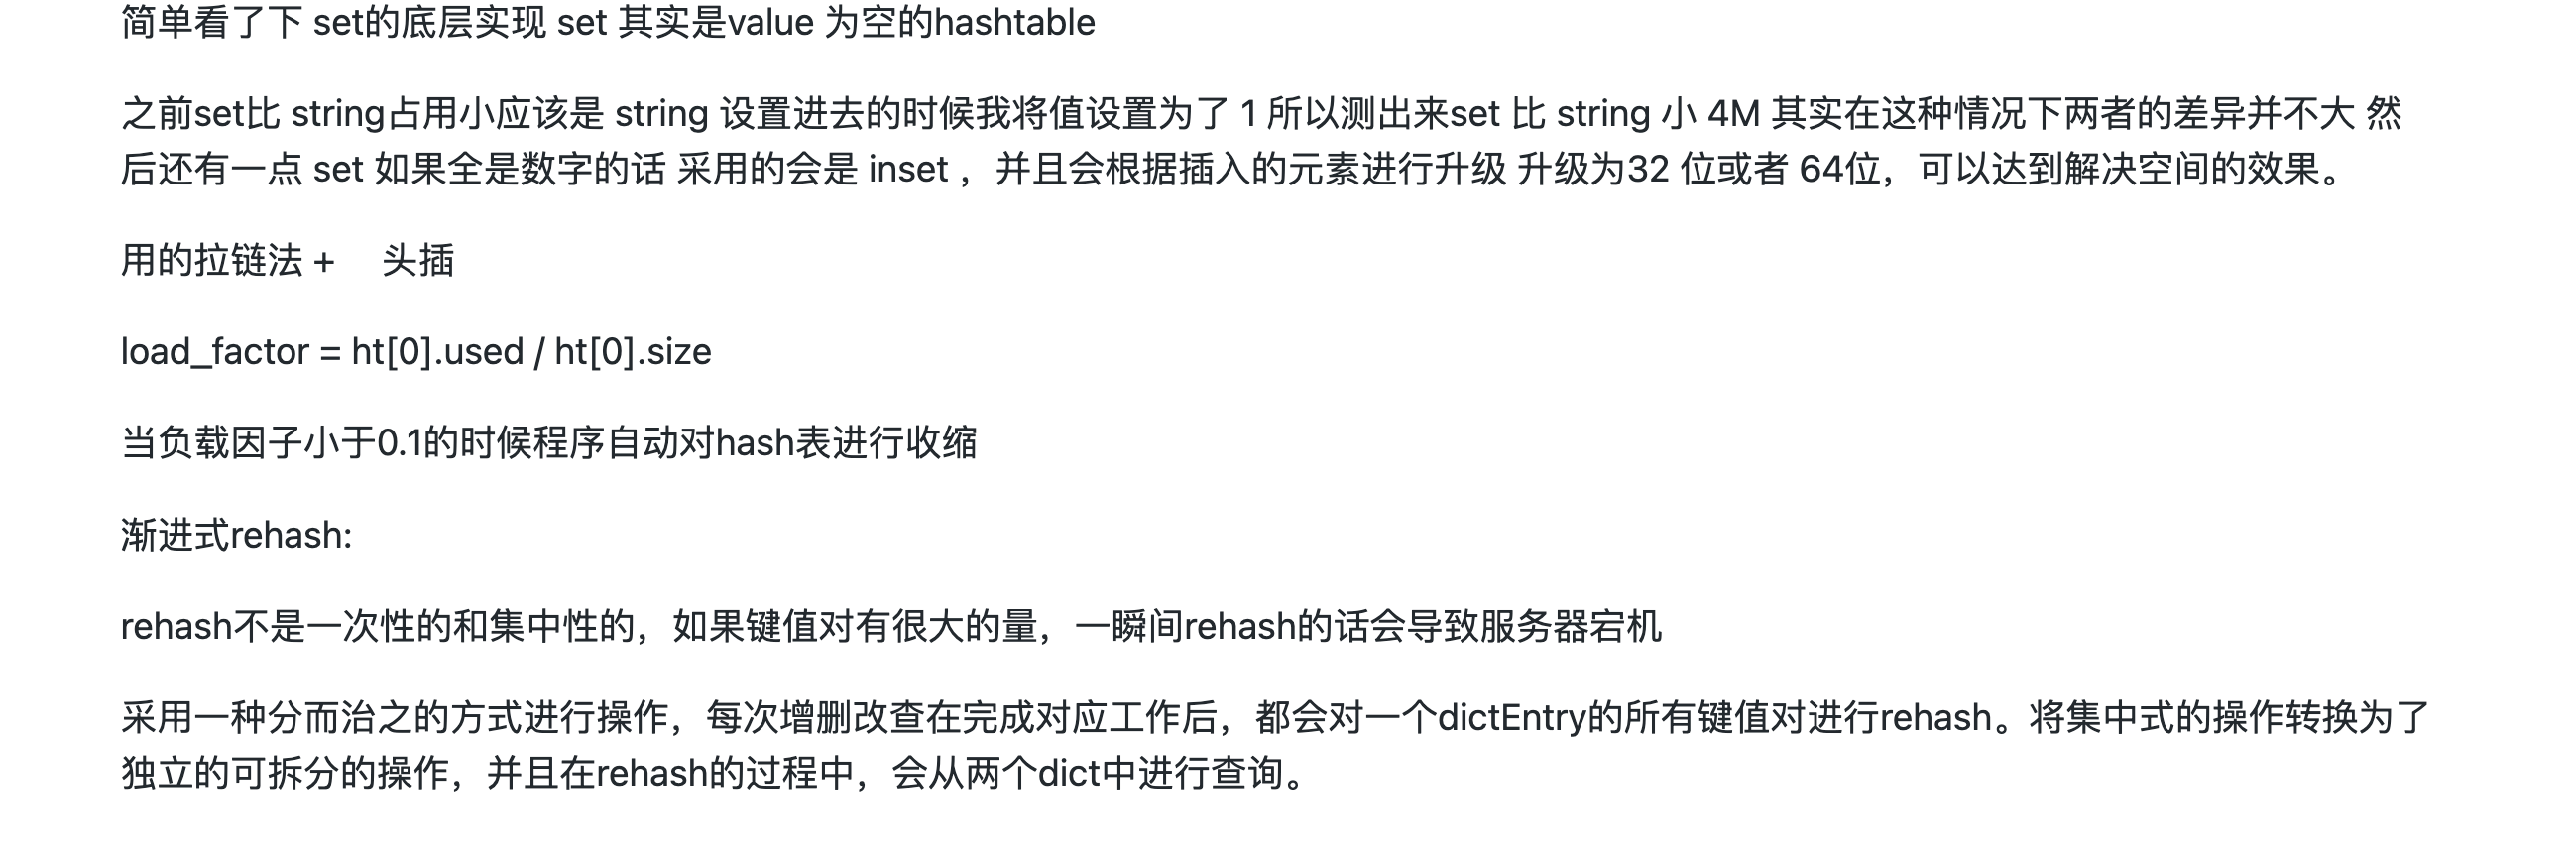 简单看了下 set的底层实现 set 其实是value 为空的hashtable
之前set比 string占用小应该是 string 设置进去的时候我将值设置为了 1 所以测出来set 比 string 小 4M 其实在这种情况下两者的差异并不大 然
后还有一点 set 如果全是数字的话 采用的会是 inset ，并且会根据插入的元素进行升级 升级为32 位或者 64位，可以达到解决空间的效果。
用的拉链法 +  头插
load_factor = ht[0].used / ht[0].size
当负载因子小于0.1的时候程序自动对hash表进行收缩
渐进式rehash:
rehash不是一次性的和集中性的，如果键值对有很大的量，一瞬间rehash的话会导致服务器宕机
采用一种分而治之的方式进行操作，每次增删改查在完成对应工作后，都会对一个dictEntry的所有键值对进行rehash。将集中式的操作转换为了
独立的可拆分的操作，并且在rehash的过程中，会从两个dict中进行查询。